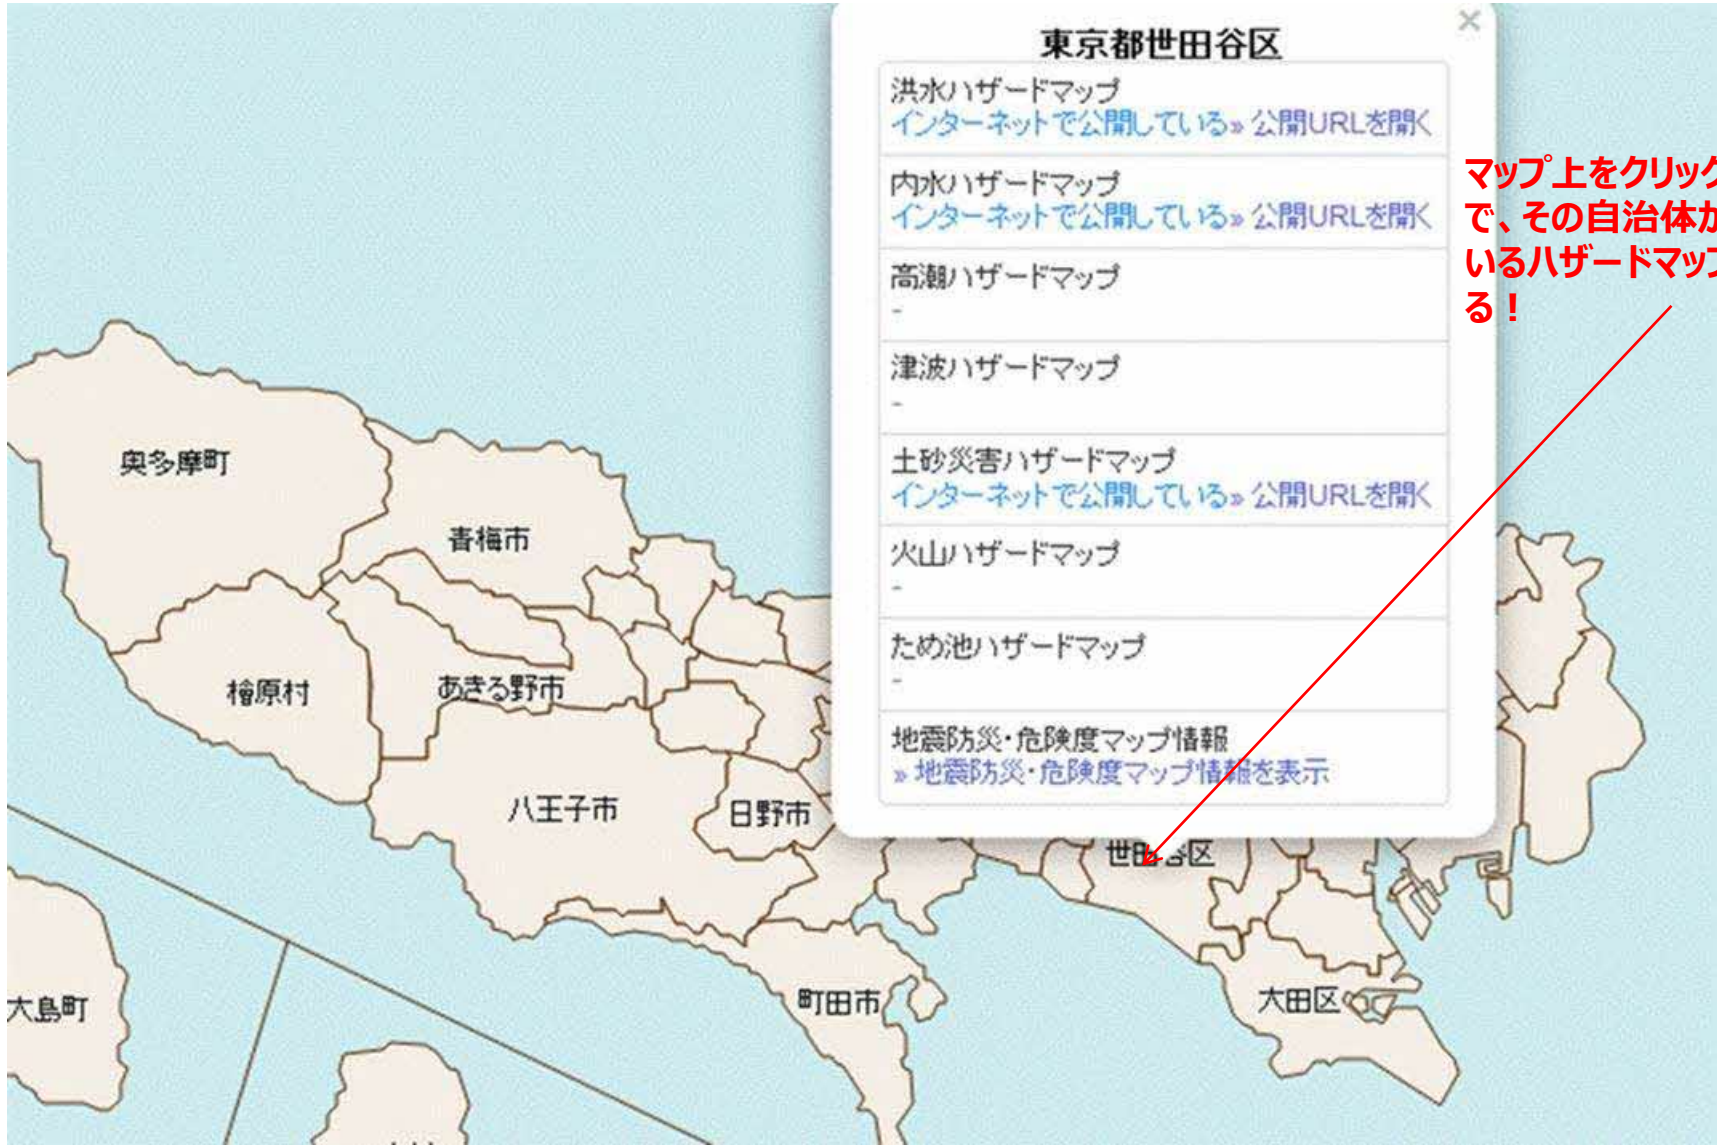 東京都世田谷区
×
洪水ハザードマップ
インターネットで公開している» 公開URLを開く
内水ハザードマップ
インターネットで公開している» 公開URLを開く
高潮ハザードマップ
-
津波ハザードマップ
-
土砂災害ハザードマップ
インターネットで公開している» 公開URLを開く
火山ハザードマップ
-
ため池ハザードマップ
-
地震防災・危険度マップ情報
» 地震防災・危険度マップ情報を表示
マップ上をクリック
で、その自治体が
いるハザードマップ
る！
奥多摩町
青梅市
檜原村
あきる野市
八王子市
日野市
世田谷区
町田市
大田区
大島町